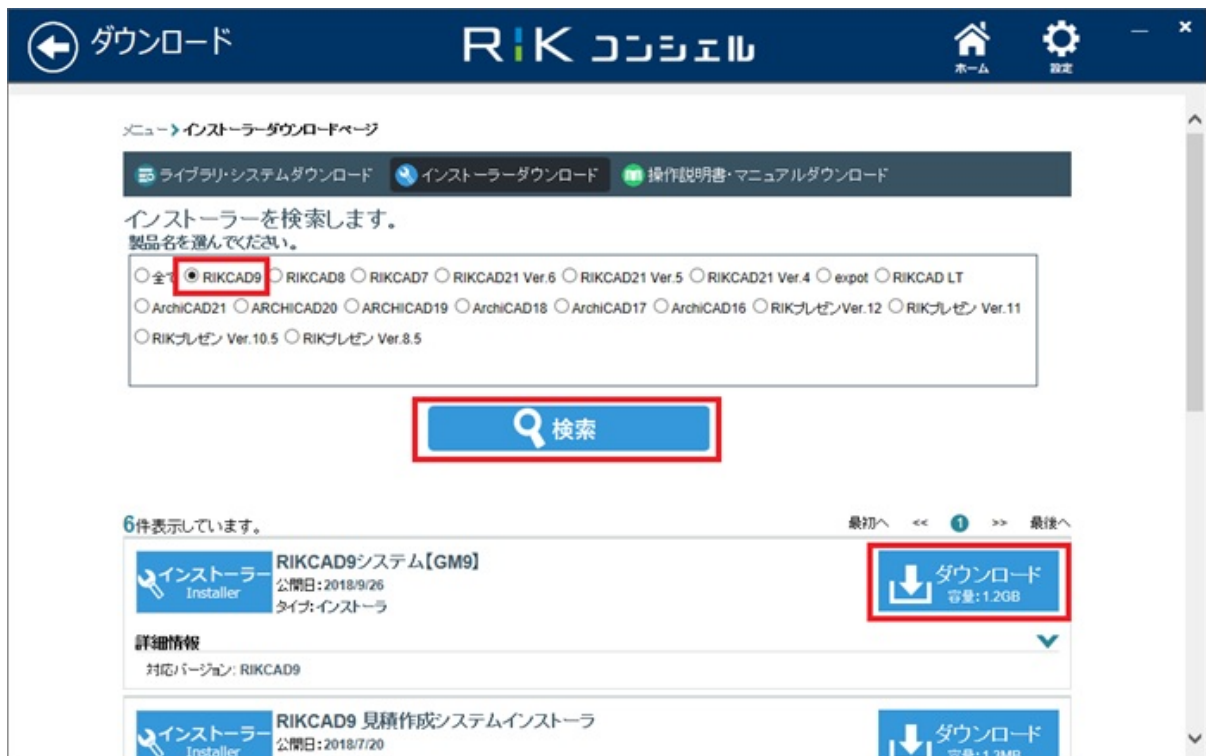 ダウンロード
RiK コンシェル
ホーム
設定
メニュー>インストーラーダウンロードページ
ライブラリ・システムダウンロード インストーラーダウンロード 操作説明書・マニュアルダウンロード
インストーラーを検索します。
製品名を選んでください。
全て RIKCAD9 RIKCAD8 RIKCAD7 RIKCAD21 Ver.6 RIKCAD21 Ver.5 RIKCAD21 Ver.4 expot RIKCAD LT
ArchiCAD21 ARCHICAD20 ARCHICAD19 ArchiCAD18 ArchiCAD17 ArchiCAD16 RIKプレゼンVer.12 RIKプレゼン Ver.11
RIKプレゼン Ver.10.5 RIKプレゼン Ver.8.5
検索
6件表示しています。
最初へ << 1 >> 最後へ
インストーラー
Installer
RIKCAD9システム【GM9】
公開日:2018/9/26
タイプ:インストーラ
ダウンロード
容量:1.2GB
詳細情報
対応バージョン: RIKCAD9
インストーラー
Installer
RIKCAD9 見積作成システムインストーラ
公開日:2018/7/20
ダウンロード
容量:1.2MB